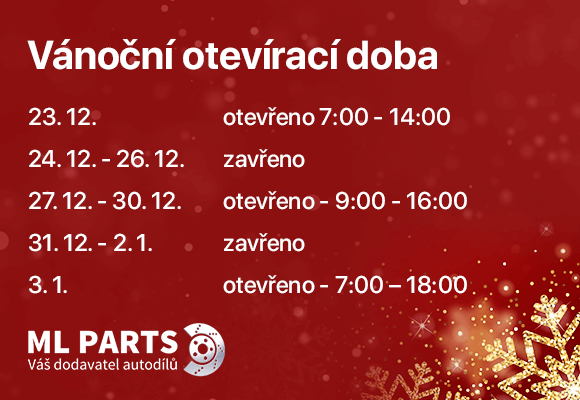 Vánoční otevírací doba
23. 12. otevřeno 7:00 - 14:00
24. 12. - 26. 12. zavřeno
27. 12. - 30. 12. otevřeno - 9:00 - 16:00
31. 12. - 2. 1. zavřeno
3. 1. otevřeno - 7:00 – 18:00
ML PARTS
Váš dodavatel autodílů